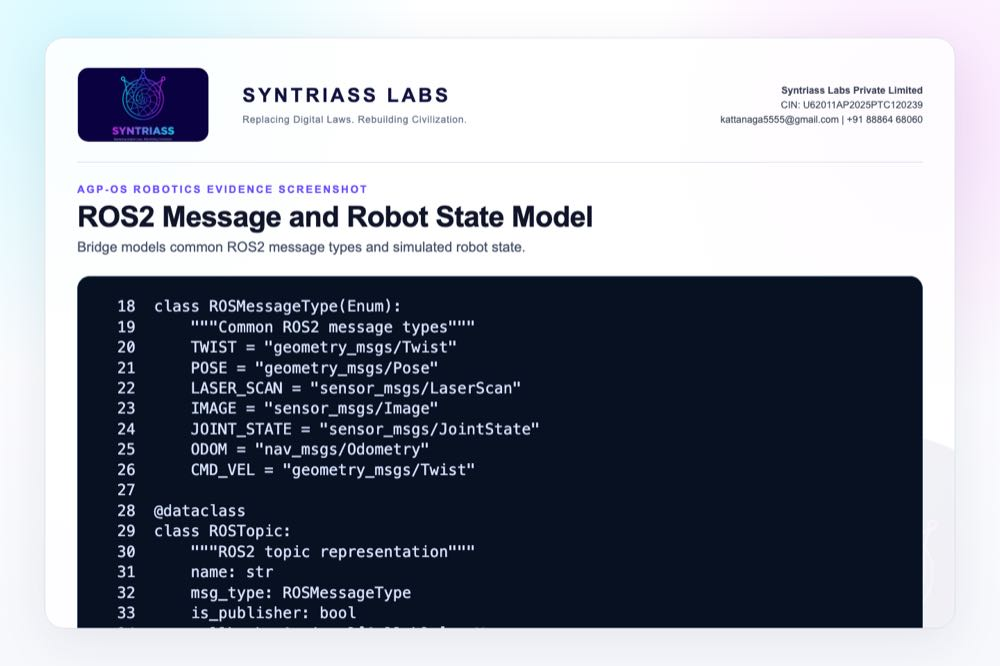 SYNTRIASS
SYNTRIASS LABS
Replacing Digital Laws. Rebuilding Civilization.
Syntriass Labs Private Limited
CIN: U62011AP2025PTC120239
kattanaga5555@gmail.com | +91 88864 68060
AGP-OS ROBOTICS EVIDENCE SCREENSHOT
ROS2 Message and Robot State Model
Bridge models common ROS2 message types and simulated robot state.
18 class ROSMessageType(Enum):
19     """Common ROS2 message types"""
20     TWIST = "geometry_msgs/Twist"
21     POSE = "geometry_msgs/Pose"
22     LASER_SCAN = "sensor_msgs/LaserScan"
23     IMAGE = "sensor_msgs/Image"
24     JOINT_STATE = "sensor_msgs/JointState"
25     ODOM = "nav_msgs/Odometry"
26     CMD_VEL = "geometry_msgs/Twist"
27
28 @dataclass
29 class ROSTopic:
30     """ROS2 topic representation"""
31     name: str
32     msg_type: ROSMessageType
33     is_publisher: bool